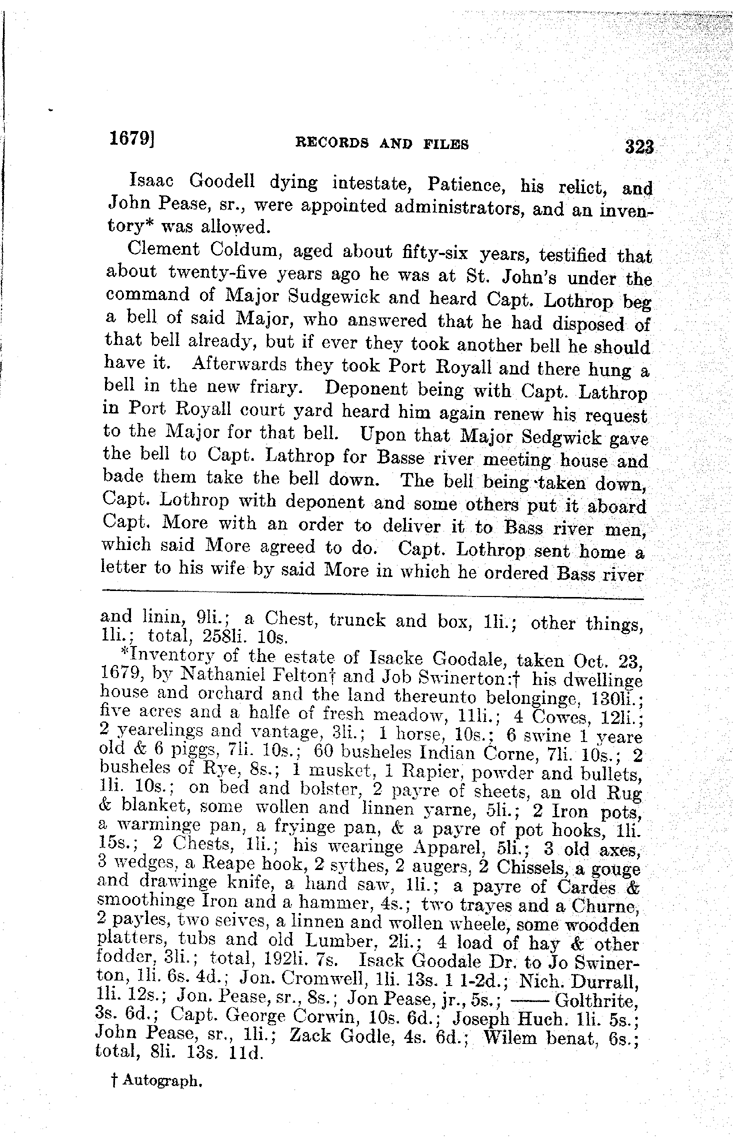 1679] RECORDS AND FILES 323
Isaac Goodell dying intestate, Patience, his relict, and
John Pease, sr., were appointed administrators, and an inven-
tory* was allowed.
Clement Coldum, aged about fifty-six years, testified that
about twenty-five years ago he was at St. John's under the
command of Major Sudgewick and heard Capt. Lothrop beg
a bell of said Major, who answered that he had disposed of
that bell already, but if ever they took another bell he should
have it. Afterwards they took Port Royall and there hung a
bell in the new friary. Deponent being with Capt. Lathrop
in Port Royall court yard heard him again renew his request
to the Major for that bell. Upon that Major Sedgwick gave
the bell to Capt. Lathrop for Basse river meeting house and
bade them take the bell down. The bell being taken down,
Capt. Lothrop with deponent and some others put it aboard
Capt. More with an order to deliver it to Bass river men,
which said More agreed to do. Capt. Lothrop sent home a
letter to his wife by said More in which he ordered Bass river
and linin, 9li.; a Chest, trunck and box, 1li.; other things,
1li.; total, 258li. 10s.
*Inventory of the estate of Isacke Goodale, taken Oct. 23,
1679, by Nathaniel Felton† and Job Swinerton:† his dwellinge
house and orchard and the land thereunto belonginge, 130li.;
five acres and a halfe of fresh meadow, 11li.; 4 Cowes, 12li.;
2 yearelings and vantage, 3li.; 1 horse, 10s.; 6 swine 1 yeare
old & 6 piggs, 7li. 10s.; 60 busheles Indian Corne, 7li. 10s.; 2
busheles of Rye, 8s.; 1 musket, 1 Rapier, powder and bullets,
1li. 10s.; on bed and bolster, 2 payre of sheets, an old Rug
& blanket, some wollen and linnen yarne, 5li.; 2 Iron pots,
a warminge pan, a fryinge pan, & a payre of pot hooks, 1li.
15s.; 2 Chests, 1li.; his wearinge Apparel, 5li.; 3 old axes,
3 wedges, a Reape hook, 2 sythes, 2 augers, 2 Chissels, a gouge
and drawinge knife, a hand saw, 1li.; a payre of Cardes &
smoothinge Iron and a hammer, 4s.; two trayes and a Churne,
2 payles, two seives, a linnen and wollen wheele, some woodden
platters, tubs and old Lumber, 2li.; 4 load of hay & other
fodder, 3li.; total, 192li. 7s. Isack Goodale Dr. to Jo Swiner-
ton, 1li. 6s. 4d.; Jon. Cromwell, 1li. 13s. 1 1-2d.; Nich. Durrall,
1li. 12s.; Jon. Pease, sr., 8s.; Jon Pease, jr., 5s.; —— Golthrite,
3s. 6d.; Capt. George Corwin, 10s. 6d.; Joseph Huch. 1li. 5s.;
John Pease, sr., 1li.; Zack Godle, 4s. 6d.; Wilem benat, 6s.;
total, 8li. 13s. 11d.
† Autograph.